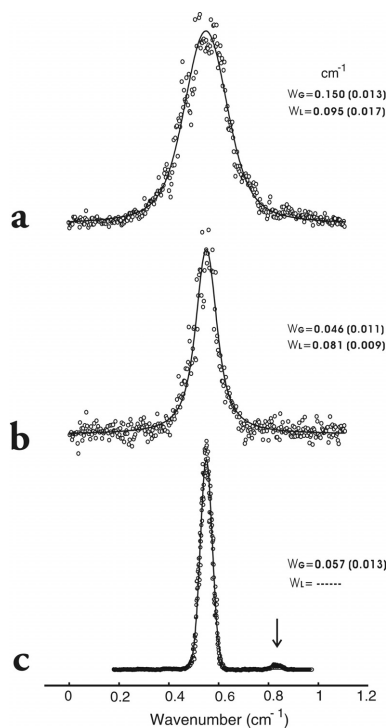 cm⁻¹
WG=0.150 (0.013)
WL=0.095 (0.017)
a
WG=0.046 (0.011)
WL=0.081 (0.009)
b
WG=0.057 (0.013)
WL= ------
c
0 0.2 0.4 0.6 0.8 1 1.2
Wavenumber (cm⁻¹)